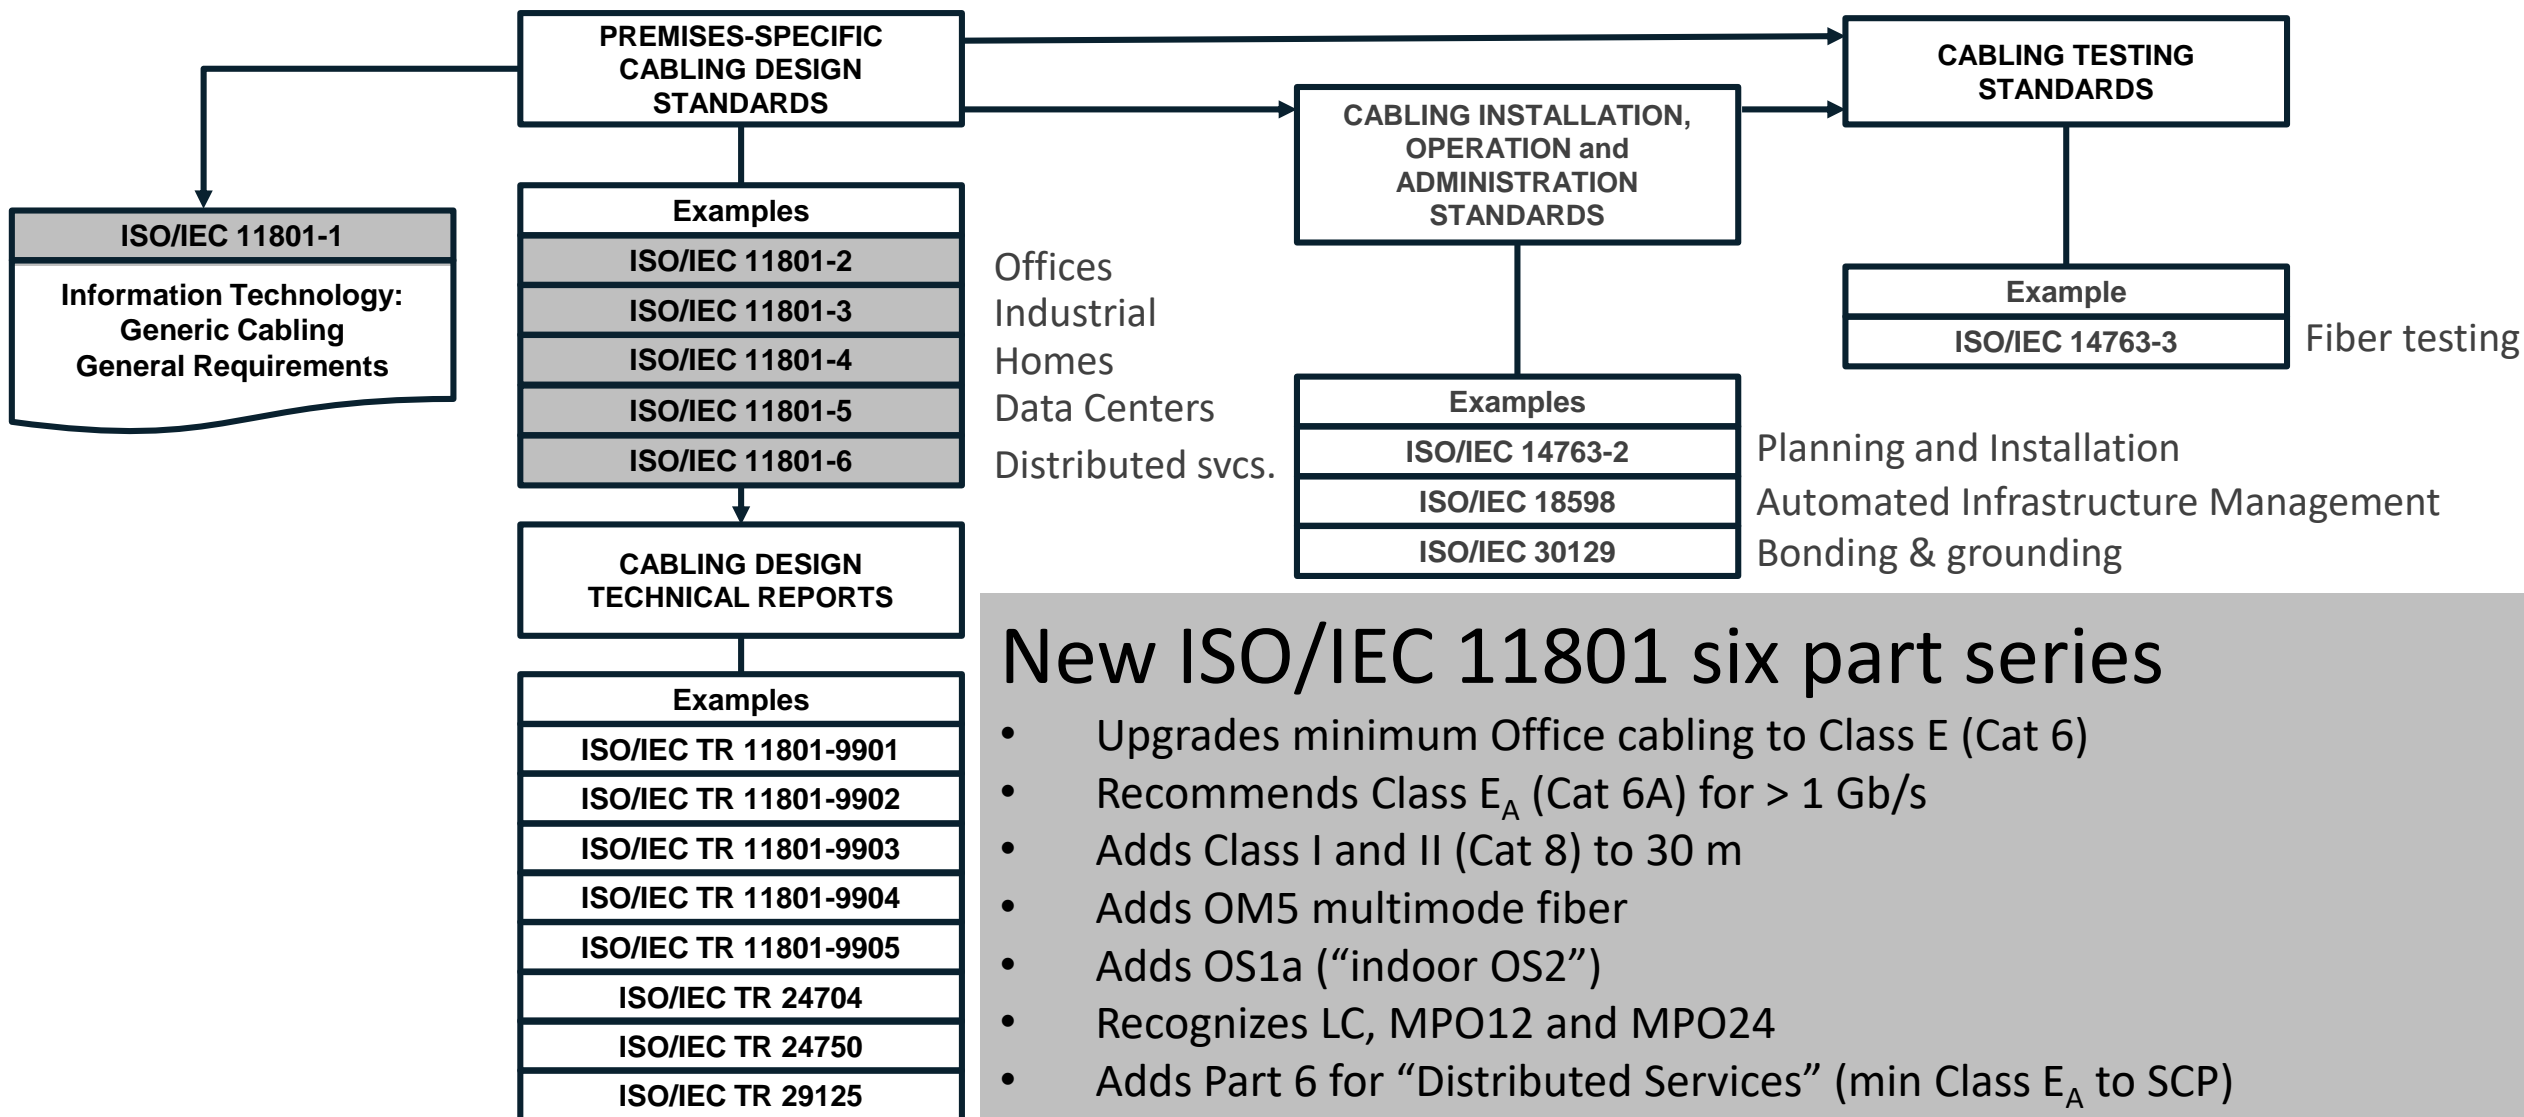 PREMISES-SPECIFIC
CABLING DESIGN
STANDARDS
CABLING TESTING
STANDARDS
CABLING INSTALLATION,
OPERATION and
ADMINISTRATION
STANDARDS
ISO/IEC 11801-1
Information Technology:
Generic Cabling
General Requirements
Examples
ISO/IEC 11801-2
ISO/IEC 11801-3
ISO/IEC 11801-4
ISO/IEC 11801-5
ISO/IEC 11801-6
Offices
Industrial
Homes
Data Centers
Distributed svcs.
Example
ISO/IEC 14763-3
Fiber testing
Examples
ISO/IEC 14763-2
ISO/IEC 18598
ISO/IEC 30129
Planning and Installation
Automated Infrastructure Management
Bonding & grounding
CABLING DESIGN
TECHNICAL REPORTS
Examples
ISO/IEC TR 11801-9901
ISO/IEC TR 11801-9902
ISO/IEC TR 11801-9903
ISO/IEC TR 11801-9904
ISO/IEC TR 11801-9905
ISO/IEC TR 24704
ISO/IEC TR 24750
ISO/IEC TR 29125
New ISO/IEC 11801 six part series
• Upgrades minimum Office cabling to Class E (Cat 6)
• Recommends Class EA (Cat 6A) for > 1 Gb/s
• Adds Class I and II (Cat 8) to 30 m
• Adds OM5 multimode fiber
• Adds OS1a (“indoor OS2”)
• Recognizes LC, MPO12 and MPO24
• Adds Part 6 for “Distributed Services” (min Class EA to SCP)